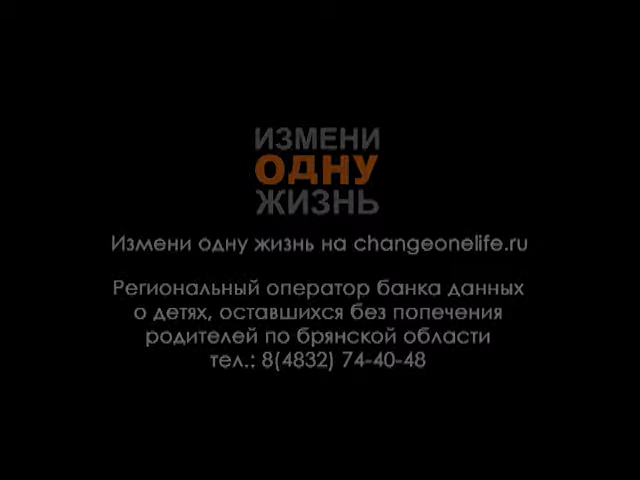 ИЗМЕНИ
ОДНУ
ЖИЗНЬ
Измени одну жизнь на changeonelife.ru
Региональный оператор банка данных
о детях, оставшихся без попечения
родителей по брянской области
тел.: 8(4832) 74-40-48